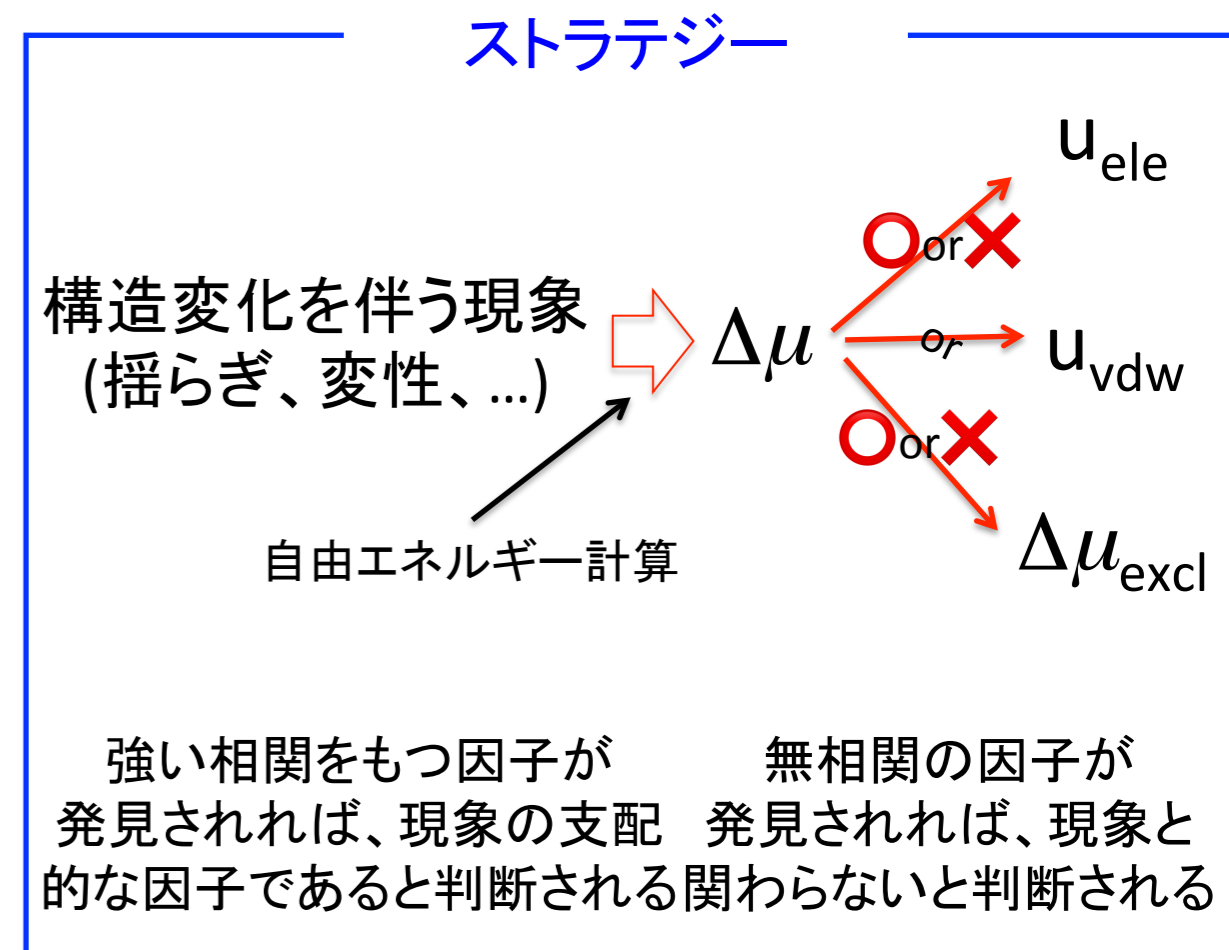 ストラテジー
構造変化を伴う現象
(揺らぎ、変性、...)
Δμ
自由エネルギー計算
or
or
or
u_ele
u_vdw
Δμ_excl
強い相関をもつ因子が
発見されれば、現象の支配
的な因子であると判断される
無相関の因子が
発見されれば、現象と
関わらないと判断される